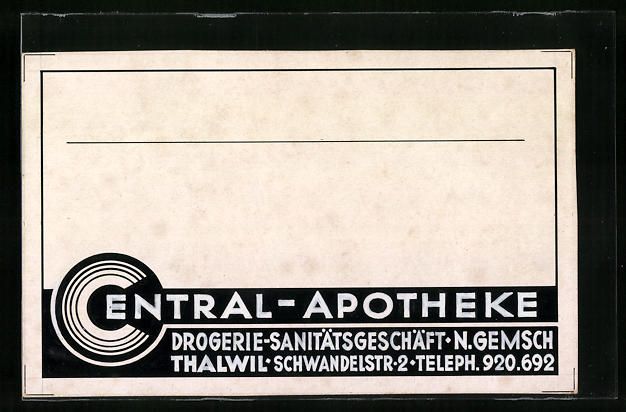 CENTRAL-APOTHEKE
DROGERIE-SANITÄTSGESCHÄFT · N. GEMSCH
THALWIL · SCHWANDELSTR · 2 · TELEPH. 920.692